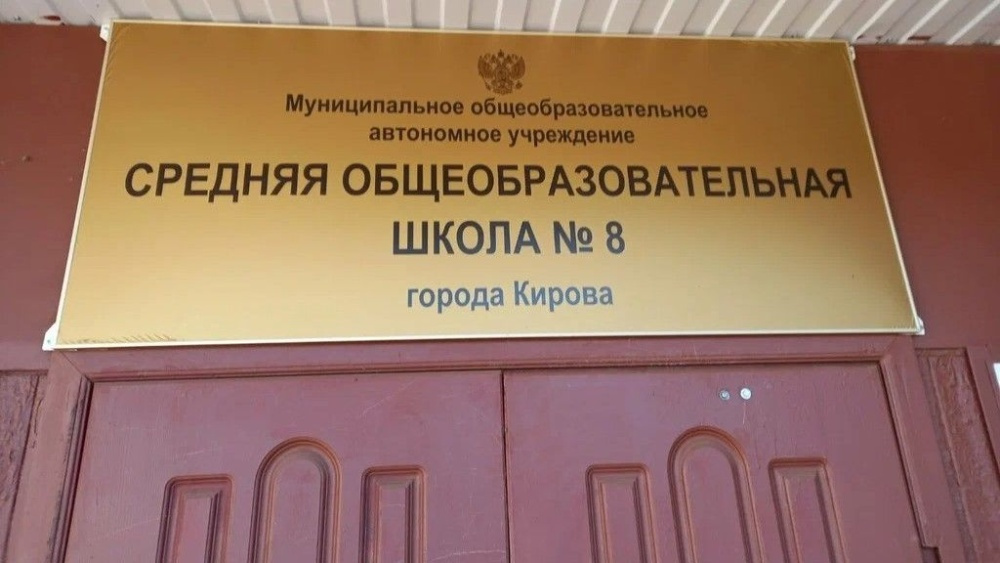 Муниципальное общеобразовательное
автономное учреждение
СРЕДНЯЯ ОБЩЕОБРАЗОВАТЕЛЬНАЯ
ШКОЛА № 8
города Кирова